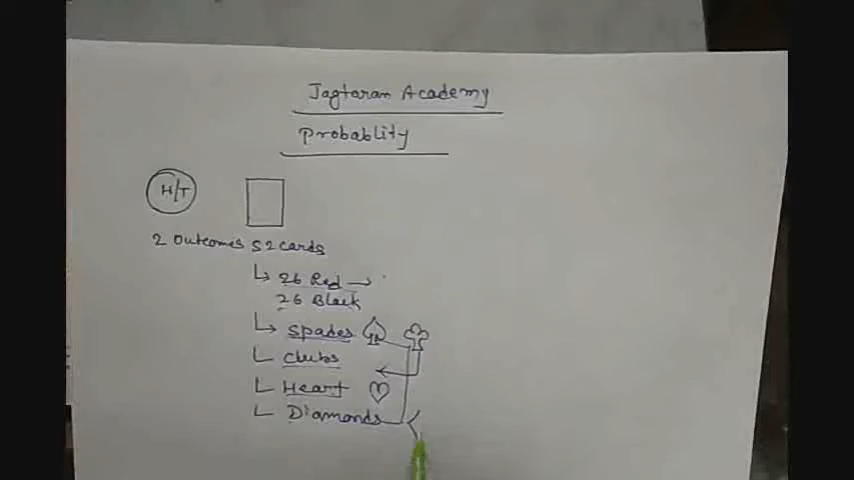 Jagtaran Academy
Probablity
H/T
2 Outcomes 52 cards
26 Red
26 Black
Spades
Clubs
Heart
Diamonds